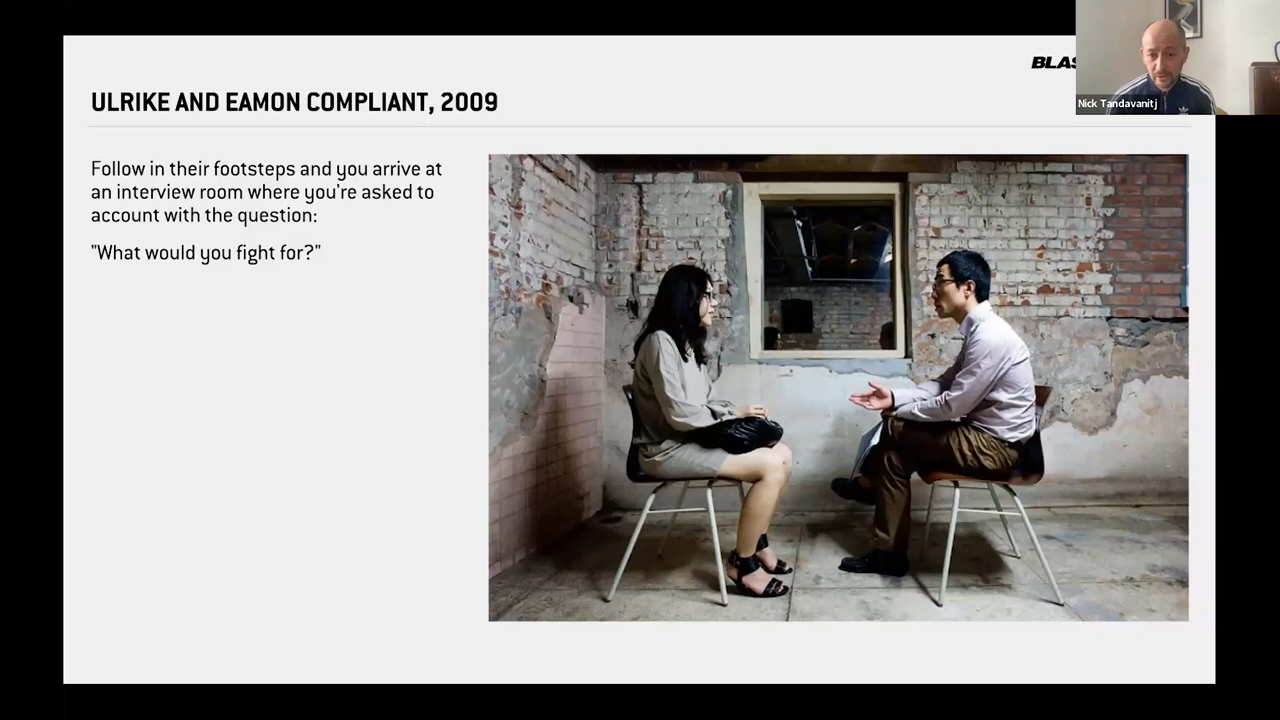 BLAS
Nick Tandavanitj
ULRIKE AND EAMON COMPLIANT, 2009
Follow in their footsteps and you arrive at
an interview room where you're asked to
account with the question:
"What would you fight for?"